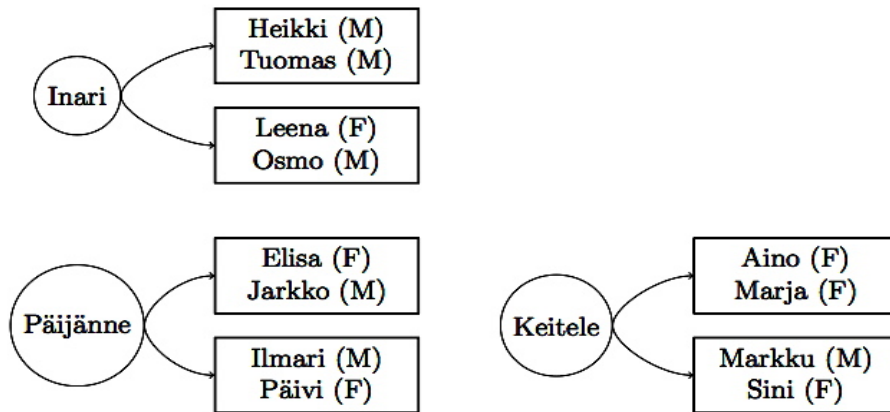 Inari
Heikki (M)
Tuomas (M)
Leena (F)
Osmo (M)
Päijänne
Elisa (F)
Jarkko (M)
Ilmari (M)
Päivi (F)
Keitele
Aino (F)
Marja (F)
Markku (M)
Sini (F)